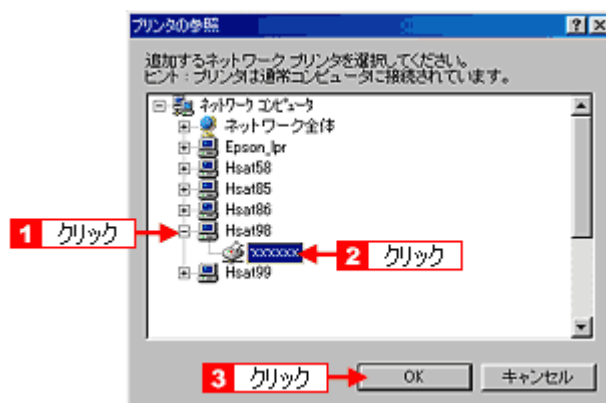 プリンタの参照
追加するネットワーク プリンタを選択してください。
ヒント：プリンタは通常コンピュータに接続されています。
ネットワーク コンピュータ
ネットワーク全体
Epson_lpr
Hsat58
Hsat85
Hsat86
1 クリック Hsat98
xxxxxx 2 クリック
Hsat99
3 クリック OK キャンセル